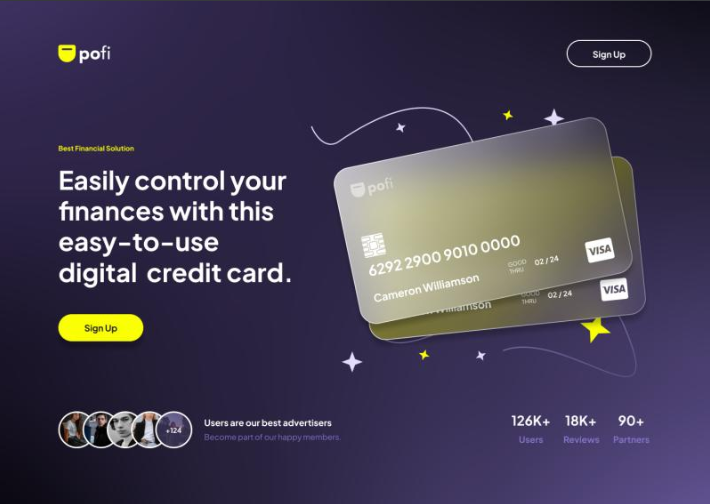 pofi
Sign Up
Best Financial Solution
Easily control your
finances with this
easy-to-use
digital credit card.
Sign Up
pofi
6292 2900 9010 0000
GOOD
THRU
02 / 24
VISA
Cameron Williamson
Williamson
GOOD
THRU
02 / 24
VISA
+124
Users are our best advertisers
Become part of our happy members.
126K+
Users
18K+
Reviews
90+
Partners